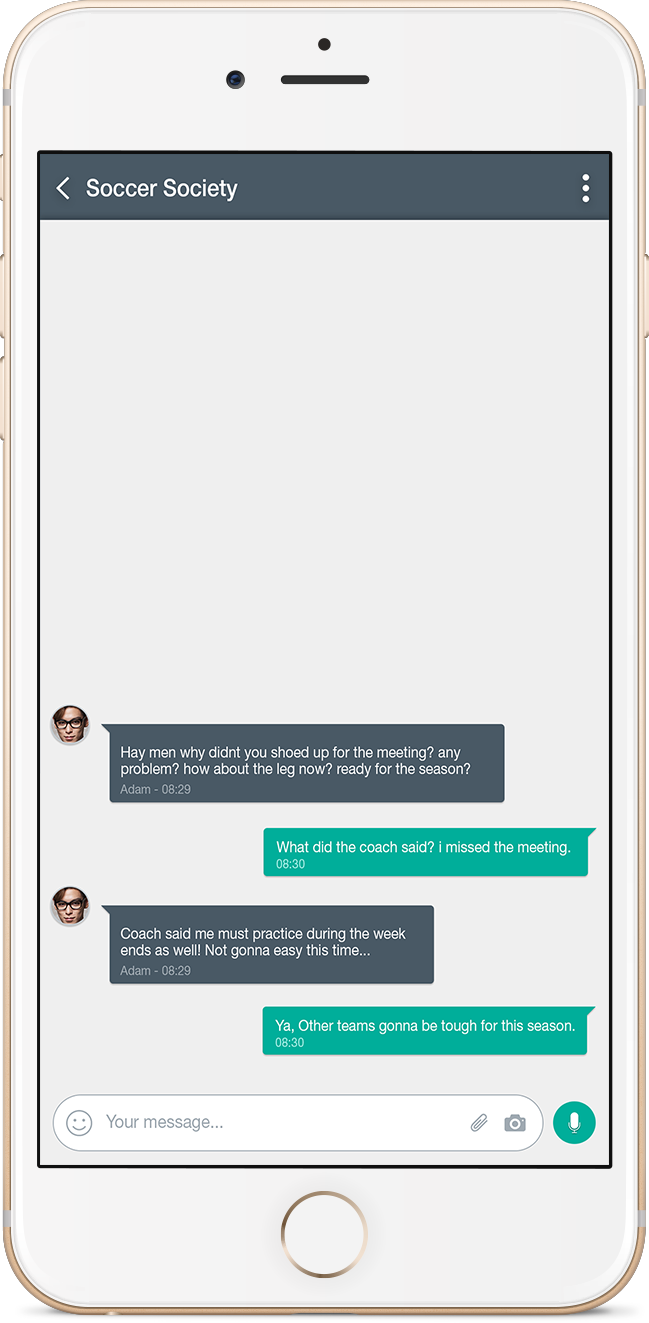 Soccer Society
Hay men why didnt you shoed up for the meeting? any
problem? how about the leg now? ready for the season?
Adam - 08:29
What did the coach said? i missed the meeting.
08:30
Coach said me must practice during the week
ends as well! Not gonna easy this time...
Adam - 08:29
Ya, Other teams gonna be tough for this season.
08:30
Your message...